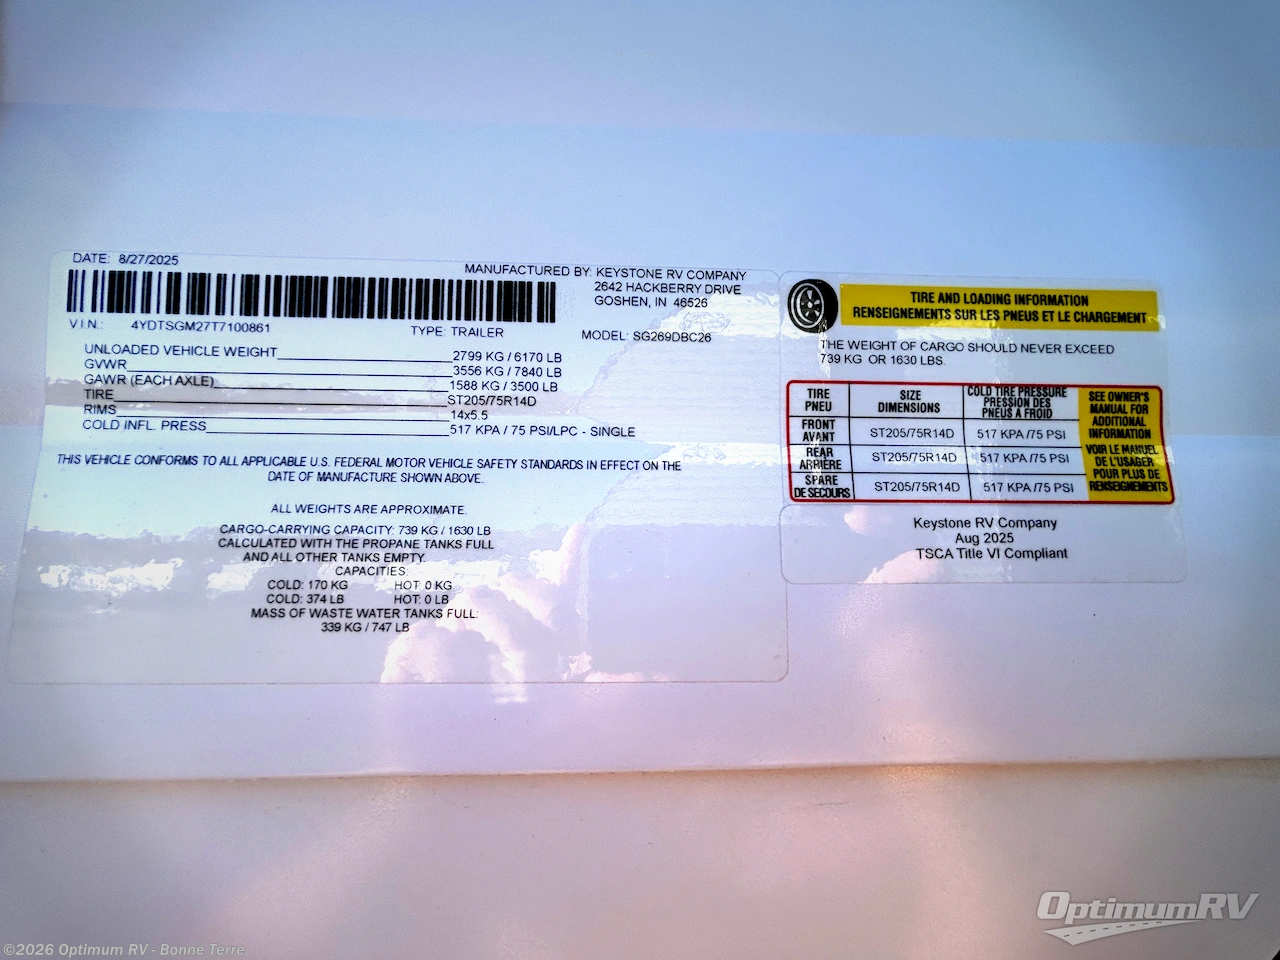 DATE: 8/27/2025
MANUFACTURED BY: KEYSTONE RV COMPANY
2642 HACKBERRY DRIVE
GOSHEN, IN 46526
V.I.N.: 4YDTSGM27T7100861
TYPE: TRAILER
MODEL: SG269DBC26
UNLOADED VEHICLE WEIGHT 2799 KG / 6170 LB
GVWR 3556 KG / 7840 LB
GAWR (EACH AXLE) 1588 KG / 3500 LB
TIRE ST205/75R14D
RIMS 14x5.5
COLD INFL. PRESS 517 KPA / 75 PSI/LPC - SINGLE
THIS VEHICLE CONFORMS TO ALL APPLICABLE U.S. FEDERAL MOTOR VEHICLE SAFETY STANDARDS IN EFFECT ON THE
DATE OF MANUFACTURE SHOWN ABOVE.
ALL WEIGHTS ARE APPROXIMATE.
CARGO-CARRYING CAPACITY: 739 KG / 1630 LB
CALCULATED WITH THE PROPANE TANKS FULL
AND ALL OTHER TANKS EMPTY.
CAPACITIES:
COLD: 170 KG HOT: 0 KG
COLD: 374 LB HOT: 0 LB
MASS OF WASTE WATER TANKS FULL:
339 KG / 747 LB
TIRE AND LOADING INFORMATION
RENSEIGNEMENTS SUR LES PNEUS ET LE CHARGEMENT
THE WEIGHT OF CARGO SHOULD NEVER EXCEED
739 KG OR 1630 LBS.
TIRE
PNEU
SIZE
DIMENSIONS
COLD TIRE PRESSURE
PRESSION DES
PNEUS A FROID
FRONT
AVANT
ST205/75R14D
517 KPA /75 PSI
REAR
ARRIERE
ST205/75R14D
517 KPA /75 PSI
SPARE
DE SECOURS
ST205/75R14D
517 KPA /75 PSI
SEE OWNER'S
MANUAL FOR
ADDITIONAL
INFORMATION
VOIR LE MANUEL
DE L'USAGER
POUR PLUS DE
RENSEIGNEMENTS
Keystone RV Company
Aug 2025
TSCA Title VI Compliant
OptimumRV
©2026 Optimum RV - Bonne Terre